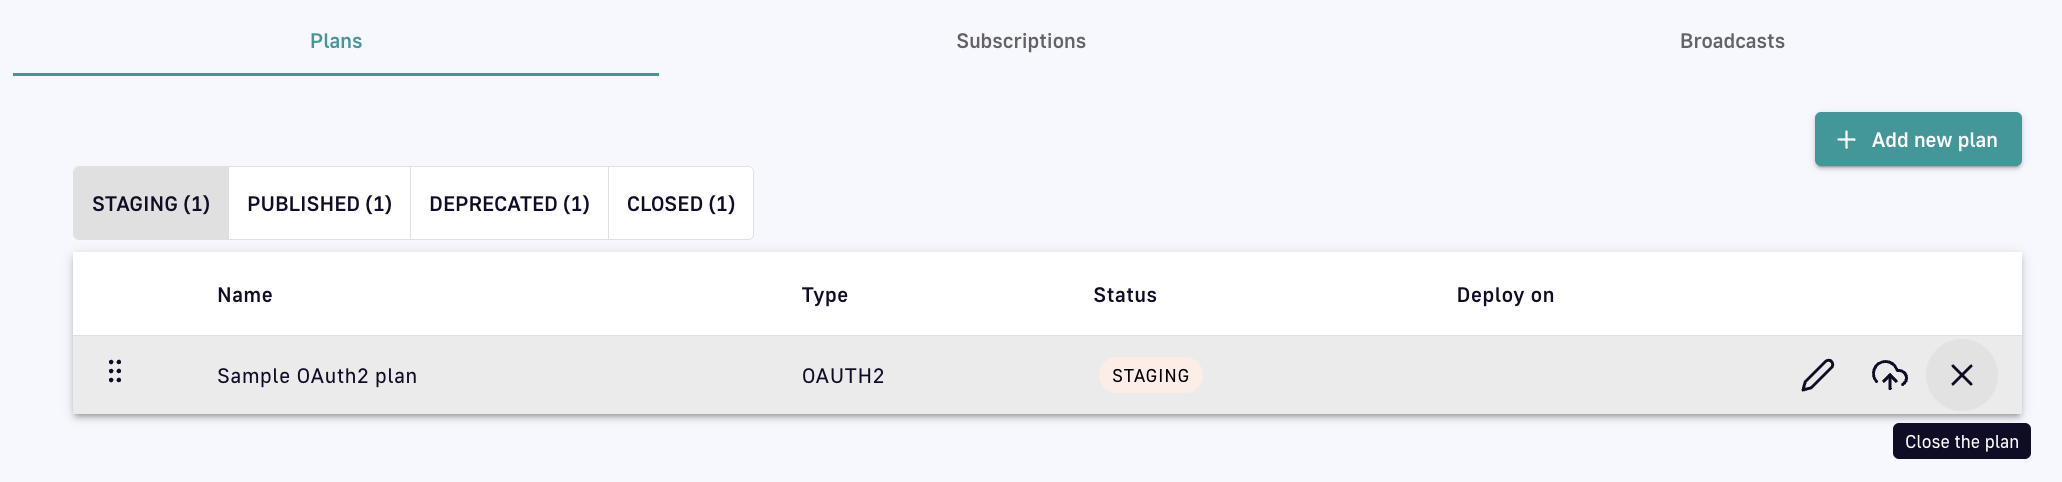 Plans Subscriptions Broadcasts
Add new plan
STAGING (1) PUBLISHED (1) DEPRECATED (1) CLOSED (1)
Name Type Status Deploy on
Sample OAuth2 plan OAUTH2 STAGING
Close the plan